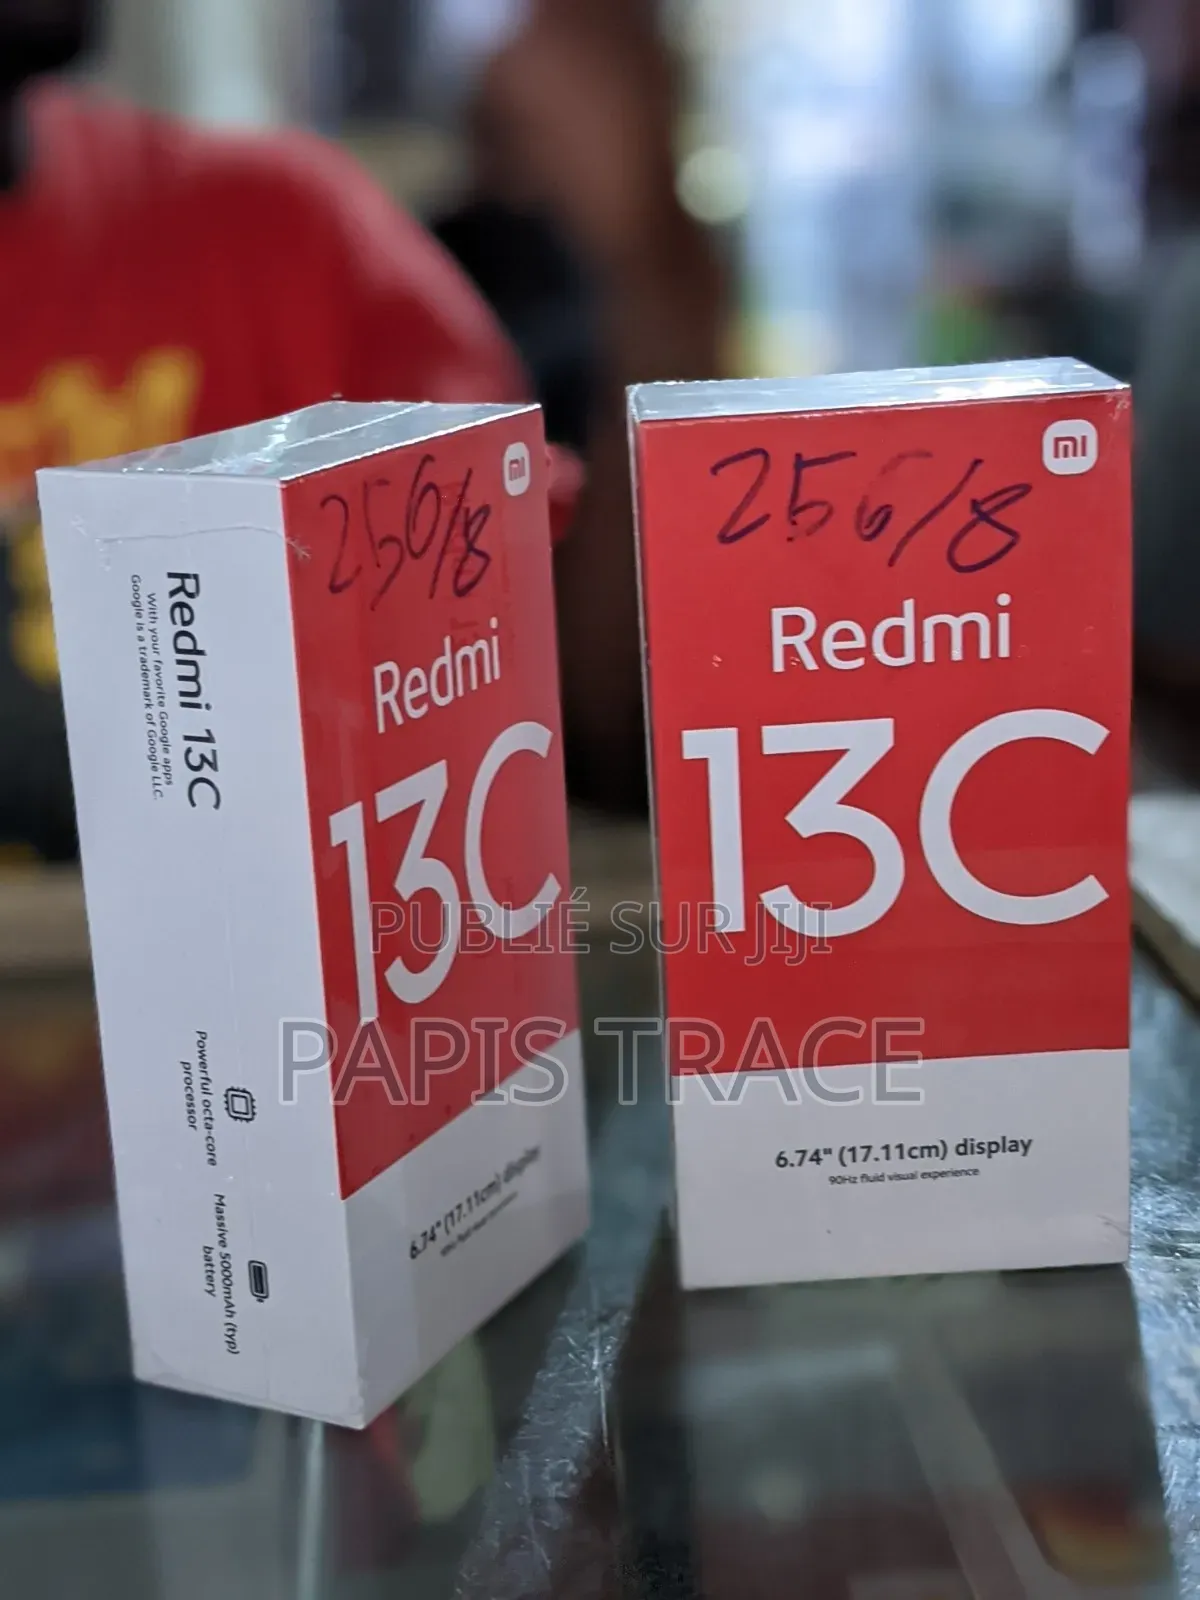 Redmi 13C
With your favorite Google apps
Google is a trademark of Google LLC.
Powerful octa-core
processor
Massive 5000mAh (typ)
battery
256/8
mi
Redmi
13C
6.74" (17.11cm) display
256/8
mi
Redmi
13C
6.74" (17.11cm) display
90Hz fluid visual experience
PUBLIÉ SUR JIJI
PAPIS TRACE